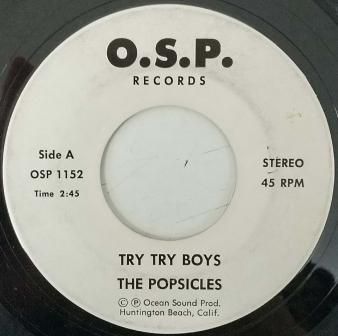 O.S.P.
RECORDS
Side A
OSP 1152
Time 2:45
STEREO
45 RPM
TRY TRY BOYS
THE POPSICLES
© ℗ Ocean Sound Prod.
Huntington Beach, Calif.